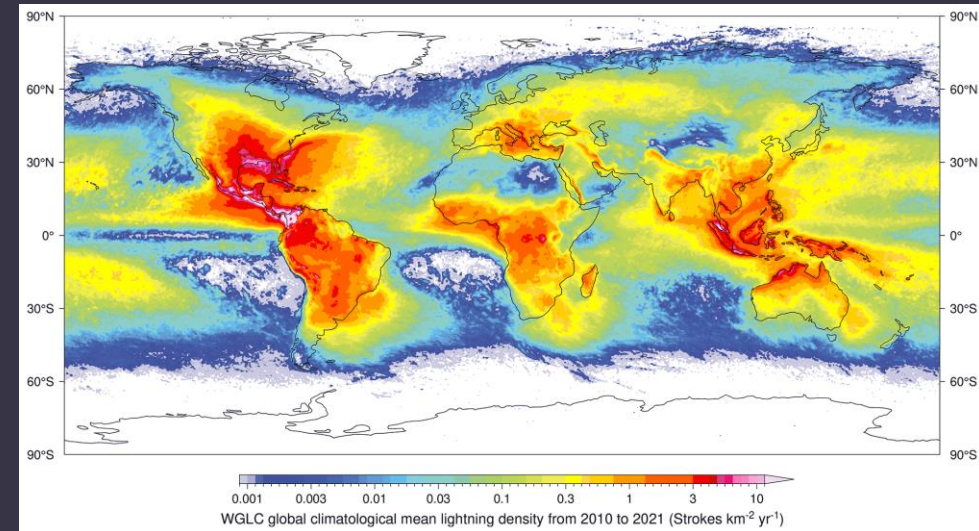 90°N 90°N
60°N 60°N
30°N 30°N
0° 0°
30°S 30°S
60°S 60°S
90°S 90°S
0.001 0.003 0.01 0.03 0.1 0.3 1 3 10
WGLC global climatological mean lightning density from 2010 to 2021 (Strokes km⁻² yr⁻¹)